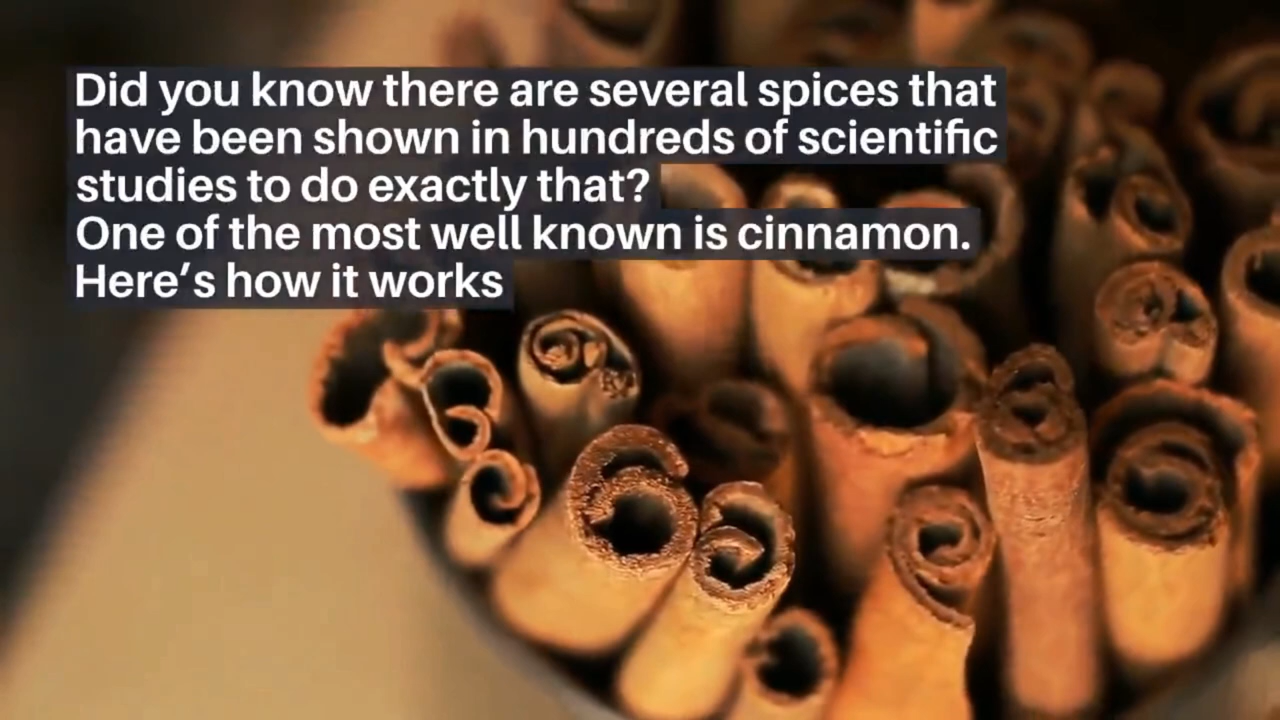 Did you know there are several spices that
have been shown in hundreds of scientific
studies to do exactly that?
One of the most well known is cinnamon.
Here’s how it works